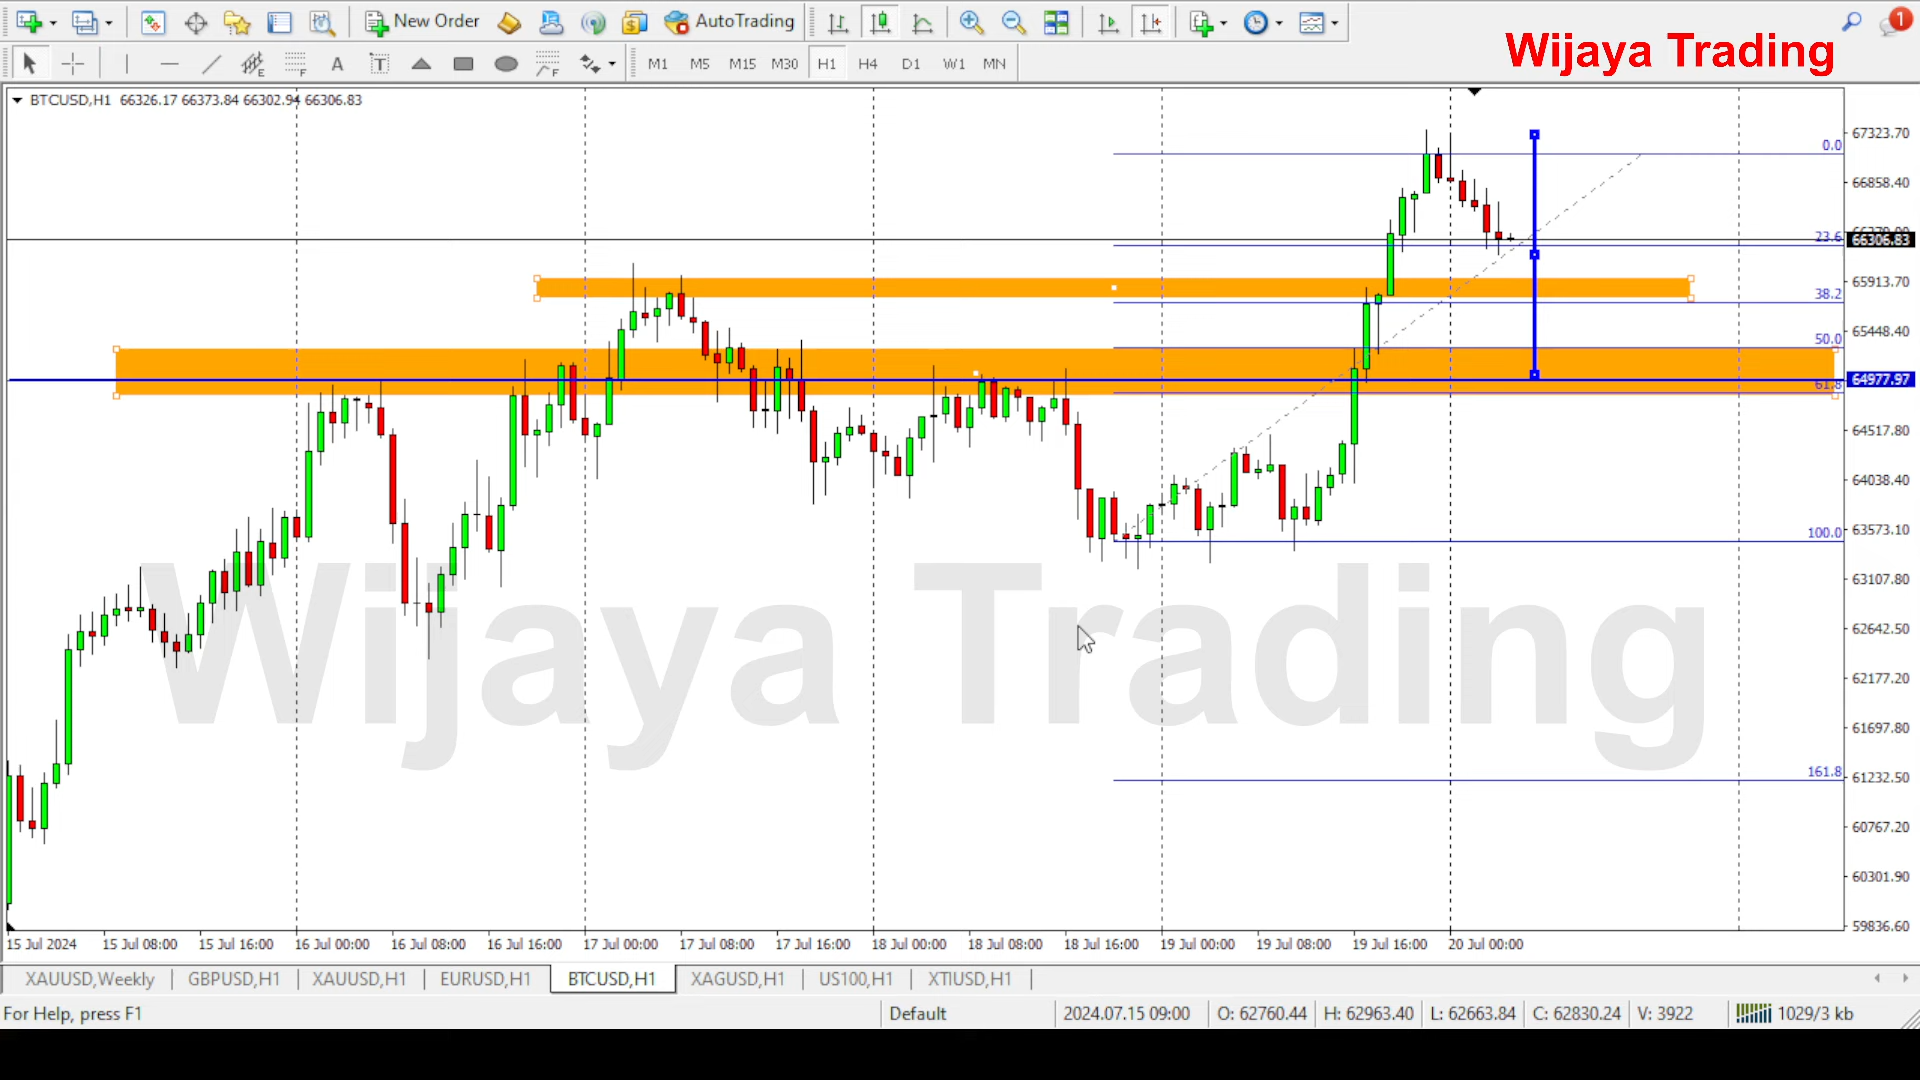 New Order
AutoTrading
1
Wijaya Trading
E
F
A
T
F
M1
M5
M15
M30
H1
H4
D1
W1
MN
BTCUSD,H1 66326.17 66373.84 66302.94 66306.83
67323.70
0.0
66858.40
23.6
66306.83
65913.70
38.2
65448.40
50.0
64977.97
61.8
64517.80
64038.40
100.0
63573.10
63107.80
62642.50
62177.20
61697.80
161.8
61232.50
60767.20
60301.90
59836.60
Wijaya Trading
15 Jul 2024
15 Jul 08:00
15 Jul 16:00
16 Jul 00:00
16 Jul 08:00
16 Jul 16:00
17 Jul 00:00
17 Jul 08:00
17 Jul 16:00
18 Jul 00:00
18 Jul 08:00
18 Jul 16:00
19 Jul 00:00
19 Jul 08:00
19 Jul 16:00
20 Jul 00:00
XAUUSD,Weekly
GBPUSD,H1
XAUUSD,H1
EURUSD,H1
BTCUSD,H1
XAGUSD,H1
US100,H1
XTIUSD,H1
For Help, press F1
Default
2024.07.15 09:00
O: 62760.44
H: 62963.40
L: 62663.84
C: 62830.24
V: 3922
1029/3 kb